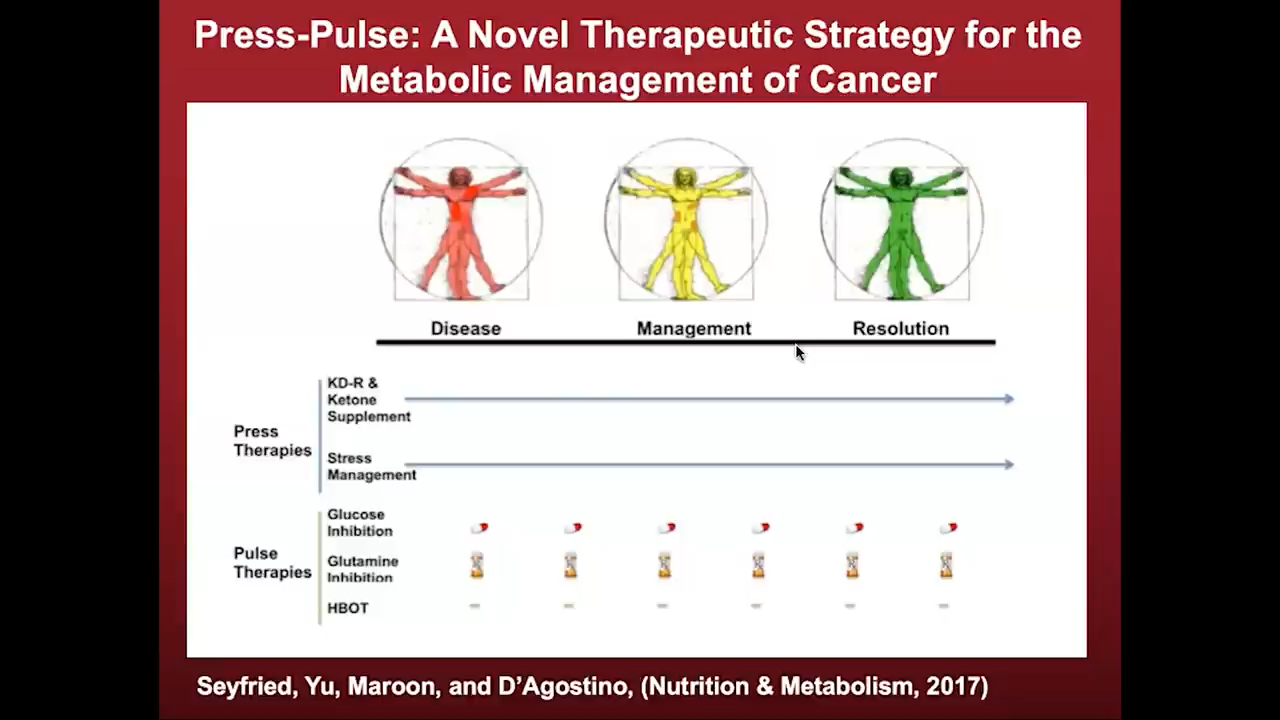 Press-Pulse: A Novel Therapeutic Strategy for the
Metabolic Management of Cancer
Disease
Management
Resolution
Press
Therapies
KD-R &
Ketone
Supplement
Stress
Management
Pulse
Therapies
Glucose
Inhibition
Glutamine
Inhibition
HBOT
Seyfried, Yu, Maroon, and D'Agostino, (Nutrition & Metabolism, 2017)